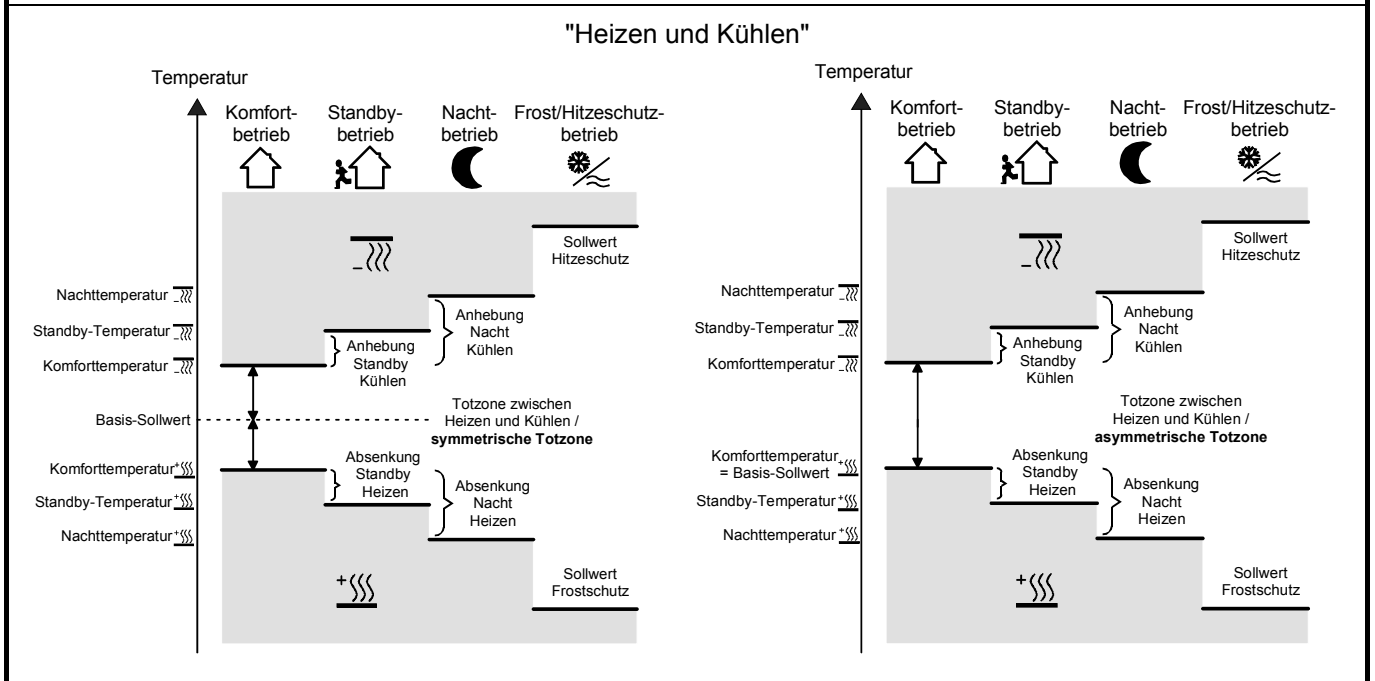 "Heizen und Kühlen"
Temperatur
Komfort-
betrieb
Standby-
betrieb
Nacht-
betrieb
Frost/Hitzeschutz-
betrieb
Sollwert
Hitzeschutz
Nachttemperatur
Standby-Temperatur
Komforttemperatur
Anhebung
Nacht
Kühlen
Anhebung
Standby
Kühlen
Basis-Sollwert
Totzone zwischen
Heizen und Kühlen /
symmetrische Totzone
Komforttemperatur
Standby-Temperatur
Nachttemperatur
Absenkung
Standby
Heizen
Absenkung
Nacht
Heizen
Sollwert
Frostschutz
Temperatur
Komfort-
betrieb
Standby-
betrieb
Nacht-
betrieb
Frost/Hitzeschutz-
betrieb
Sollwert
Hitzeschutz
Nachttemperatur
Standby-Temperatur
Komforttemperatur
Anhebung
Nacht
Kühlen
Anhebung
Standby
Kühlen
Totzone zwischen
Heizen und Kühlen /
asymmetrische Totzone
Komforttemperatur
= Basis-Sollwert
Standby-Temperatur
Nachttemperatur
Absenkung
Standby
Heizen
Absenkung
Nacht
Heizen
Sollwert
Frostschutz